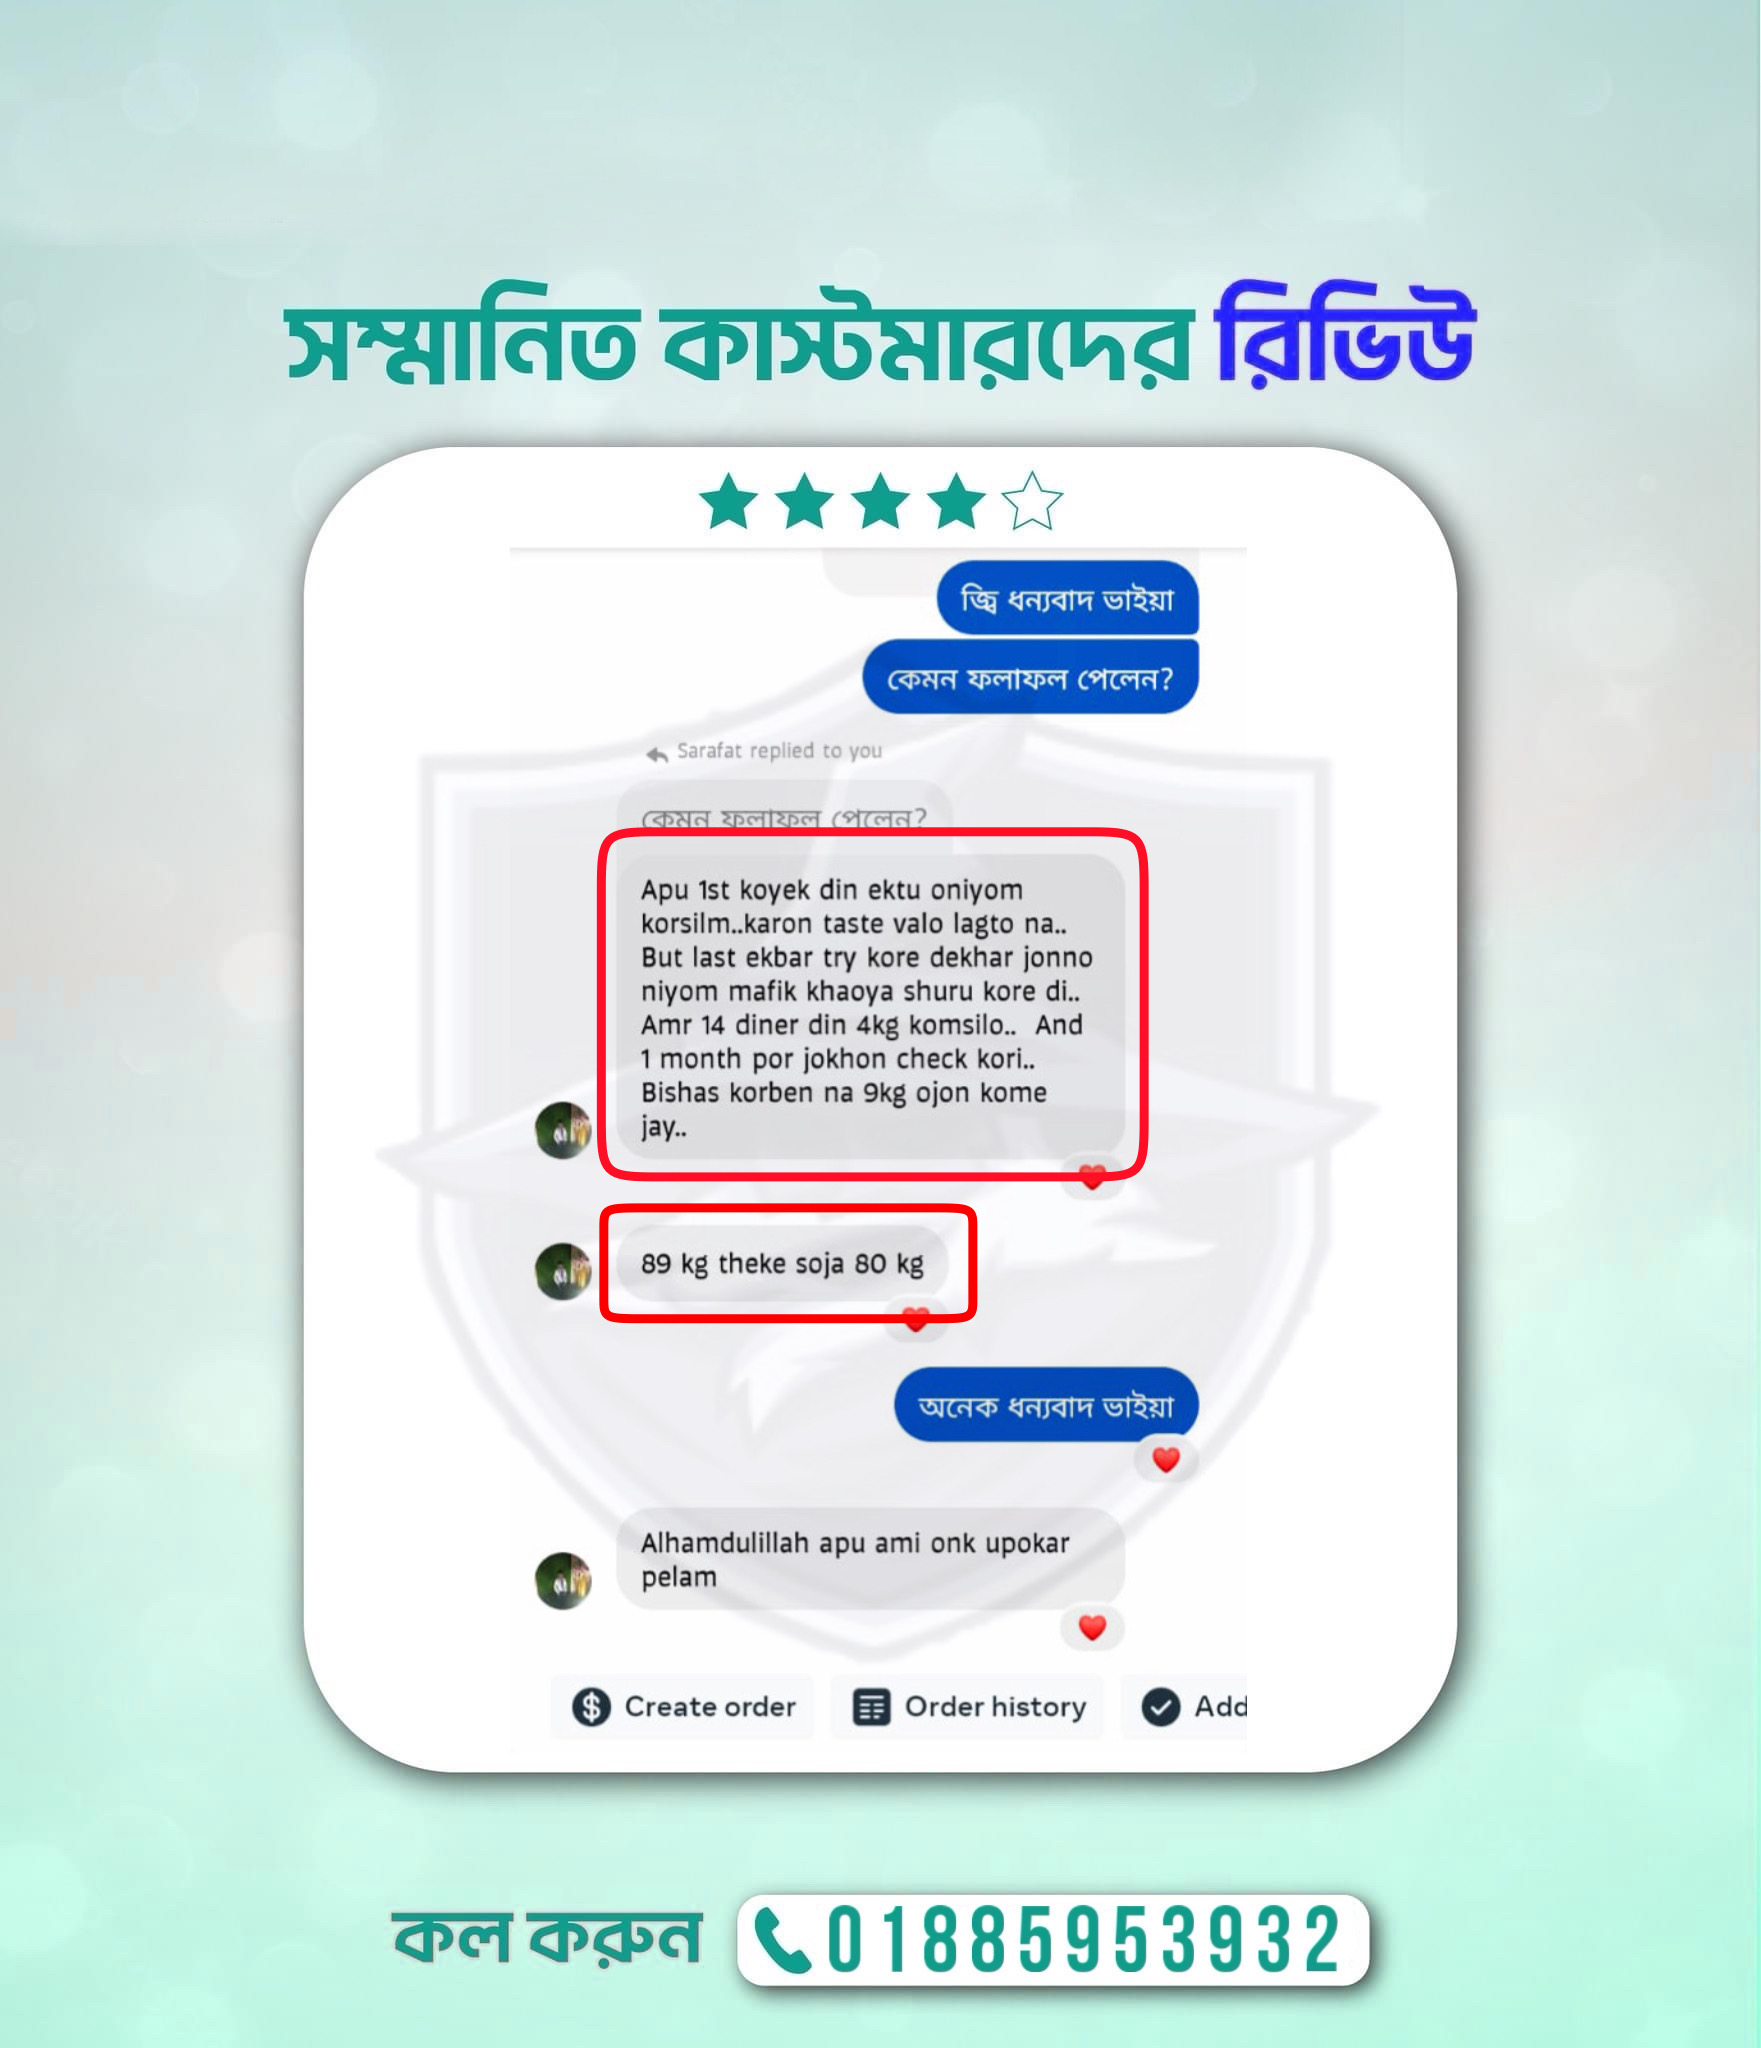 সম্মানিত কাস্টমারদের রিভিউ
জ্বি ধন্যবাদ ভাইয়া
কেমন ফলাফল পেলেন?
Sarafat replied to you
কেমন ফলাফল পেলেন?
Apu 1st koyek din ektu oniyom
korsilm..karon taste valo lagto na..
But last ekbar try kore dekhar jonno
niyom mafik khaoya shuru kore di..
Amr 14 diner din 4kg komsilo.. And
1 month por jokhon check kori..
Bishas korben na 9kg ojon kome
jay..
89 kg theke soja 80 kg
অনেক ধন্যবাদ ভাইয়া
Alhamdulillah apu ami onk upokar
pelam
Create order Order history Add
কল করুন 01885953932